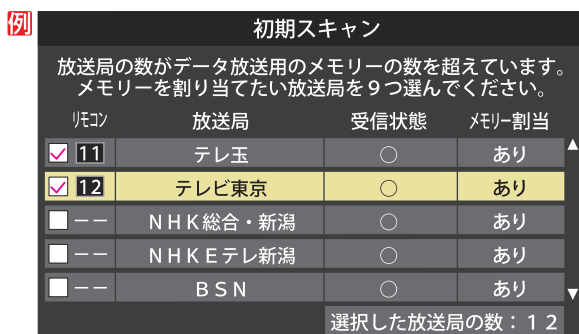 例
初期スキャン
放送局の数がデータ放送用のメモリーの数を超えています。
メモリーを割り当てたい放送局を9つ選んでください。
リモコン 放送局 受信状態 メモリー割当
11 テレ玉 ○ あり ▲
12 テレビ東京 ○ あり
－－ NHK総合・新潟 ○ あり
－－ NHKEテレ新潟 ○ あり
－－ BSN ○ あり ▼
選択した放送局の数：12